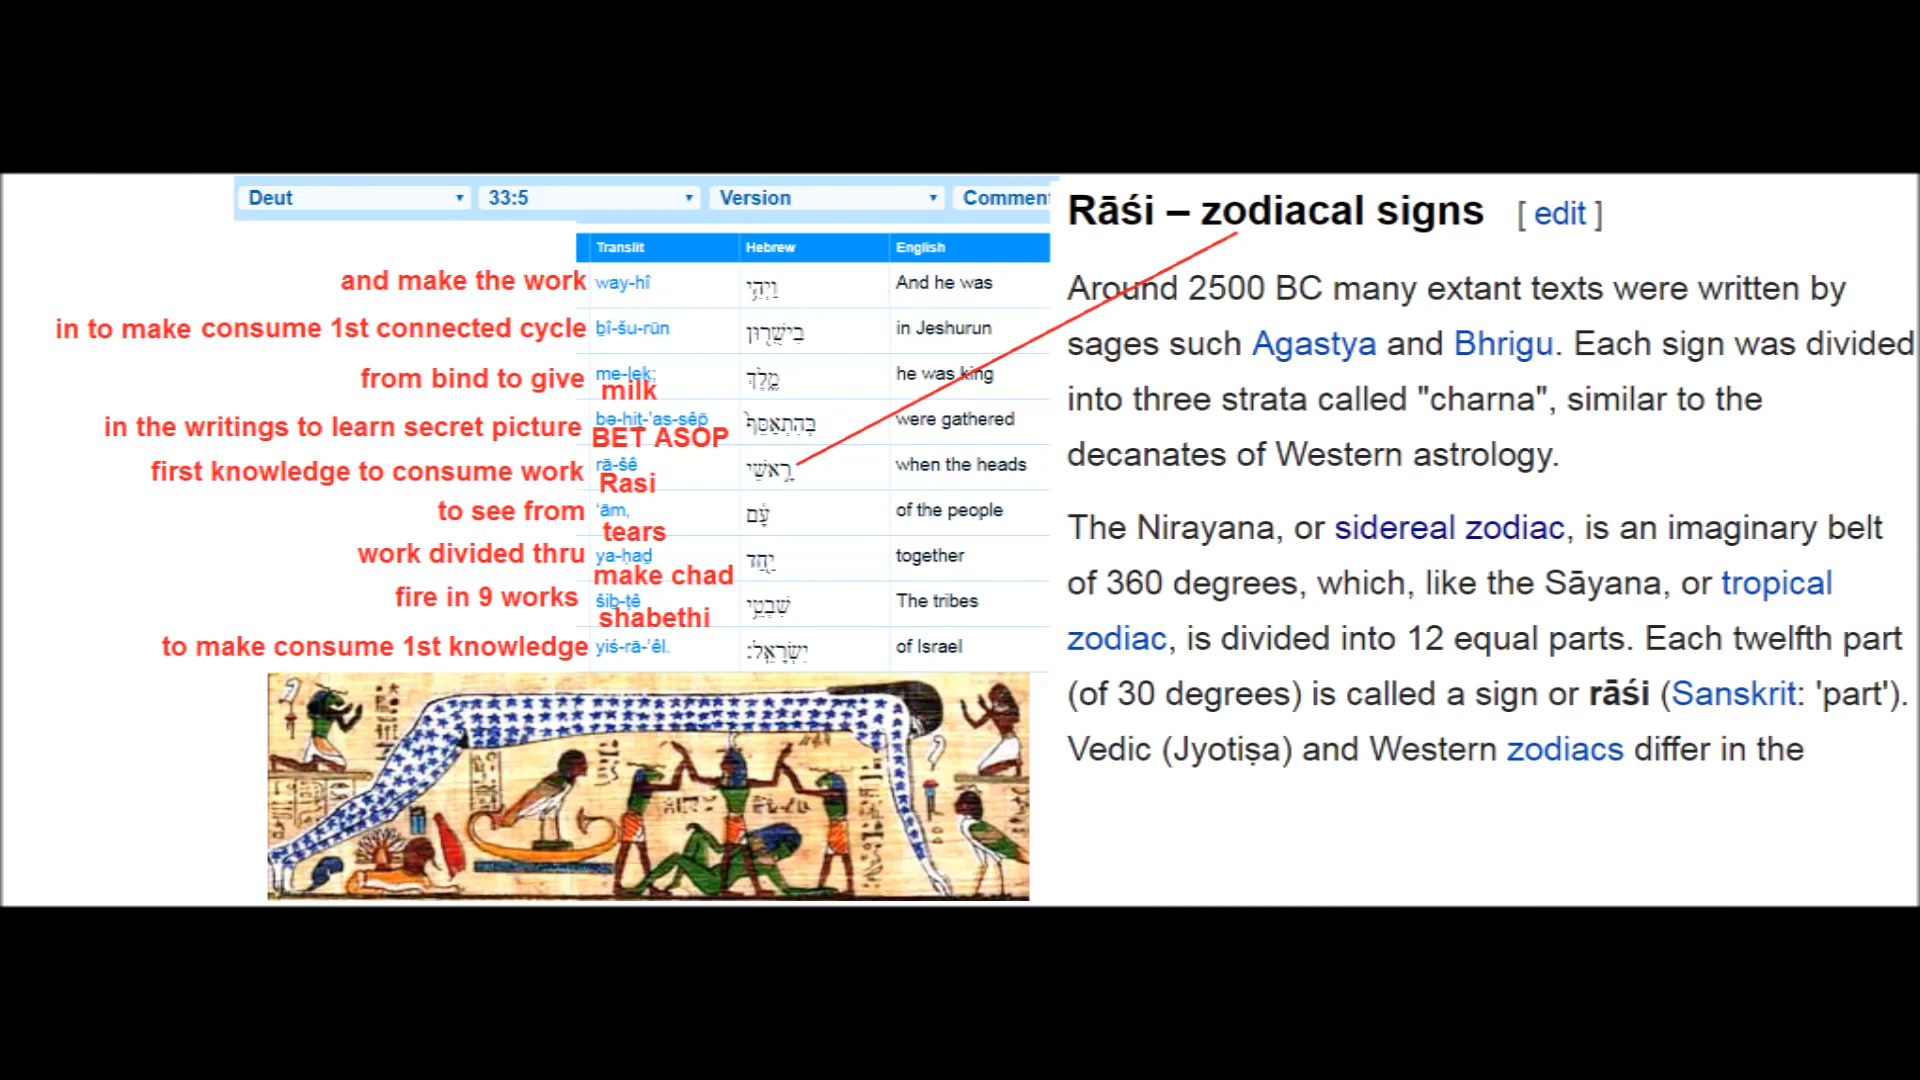 Deut 33:5 Version Comment
Translit Hebrew English
and make the work way-hî וַיְהִ֥י And he was
in to make consume 1st connected cycle ḇî-šu-rūn בִישֻׁר֖וּן in Jeshurun
from bind to give me-leḵ; מֶ֑לֶךְ he was king
milk
in the writings to learn secret picture bə-hiṯ-’as-sêp̄ בְּהִתְאַסֵּף֙ were gathered
BET ASOP
first knowledge to consume work rā-šê רָ֣אשֵׁי when the heads
Rasi
to see from ‘ām, עָ֔ם of the people
tears
work divided thru ya-ḥaḏ יַ֖חַד together
make chad
fire in 9 works šiḇ-ṭê שִׁבְטֵ֥י The tribes
shabethi
to make consume 1st knowledge yiś-rā-’êl. יִשְׂרָאֵֽל׃ of Israel
Rāśi – zodiacal signs [ edit ]
Around 2500 BC many extant texts were written by
sages such Agastya and Bhrigu. Each sign was divided
into three strata called "charna", similar to the
decanates of Western astrology.
The Nirayana, or sidereal zodiac, is an imaginary belt
of 360 degrees, which, like the Sāyana, or tropical
zodiac, is divided into 12 equal parts. Each twelfth part
(of 30 degrees) is called a sign or rāśi (Sanskrit: 'part').
Vedic (Jyotiṣa) and Western zodiacs differ in the